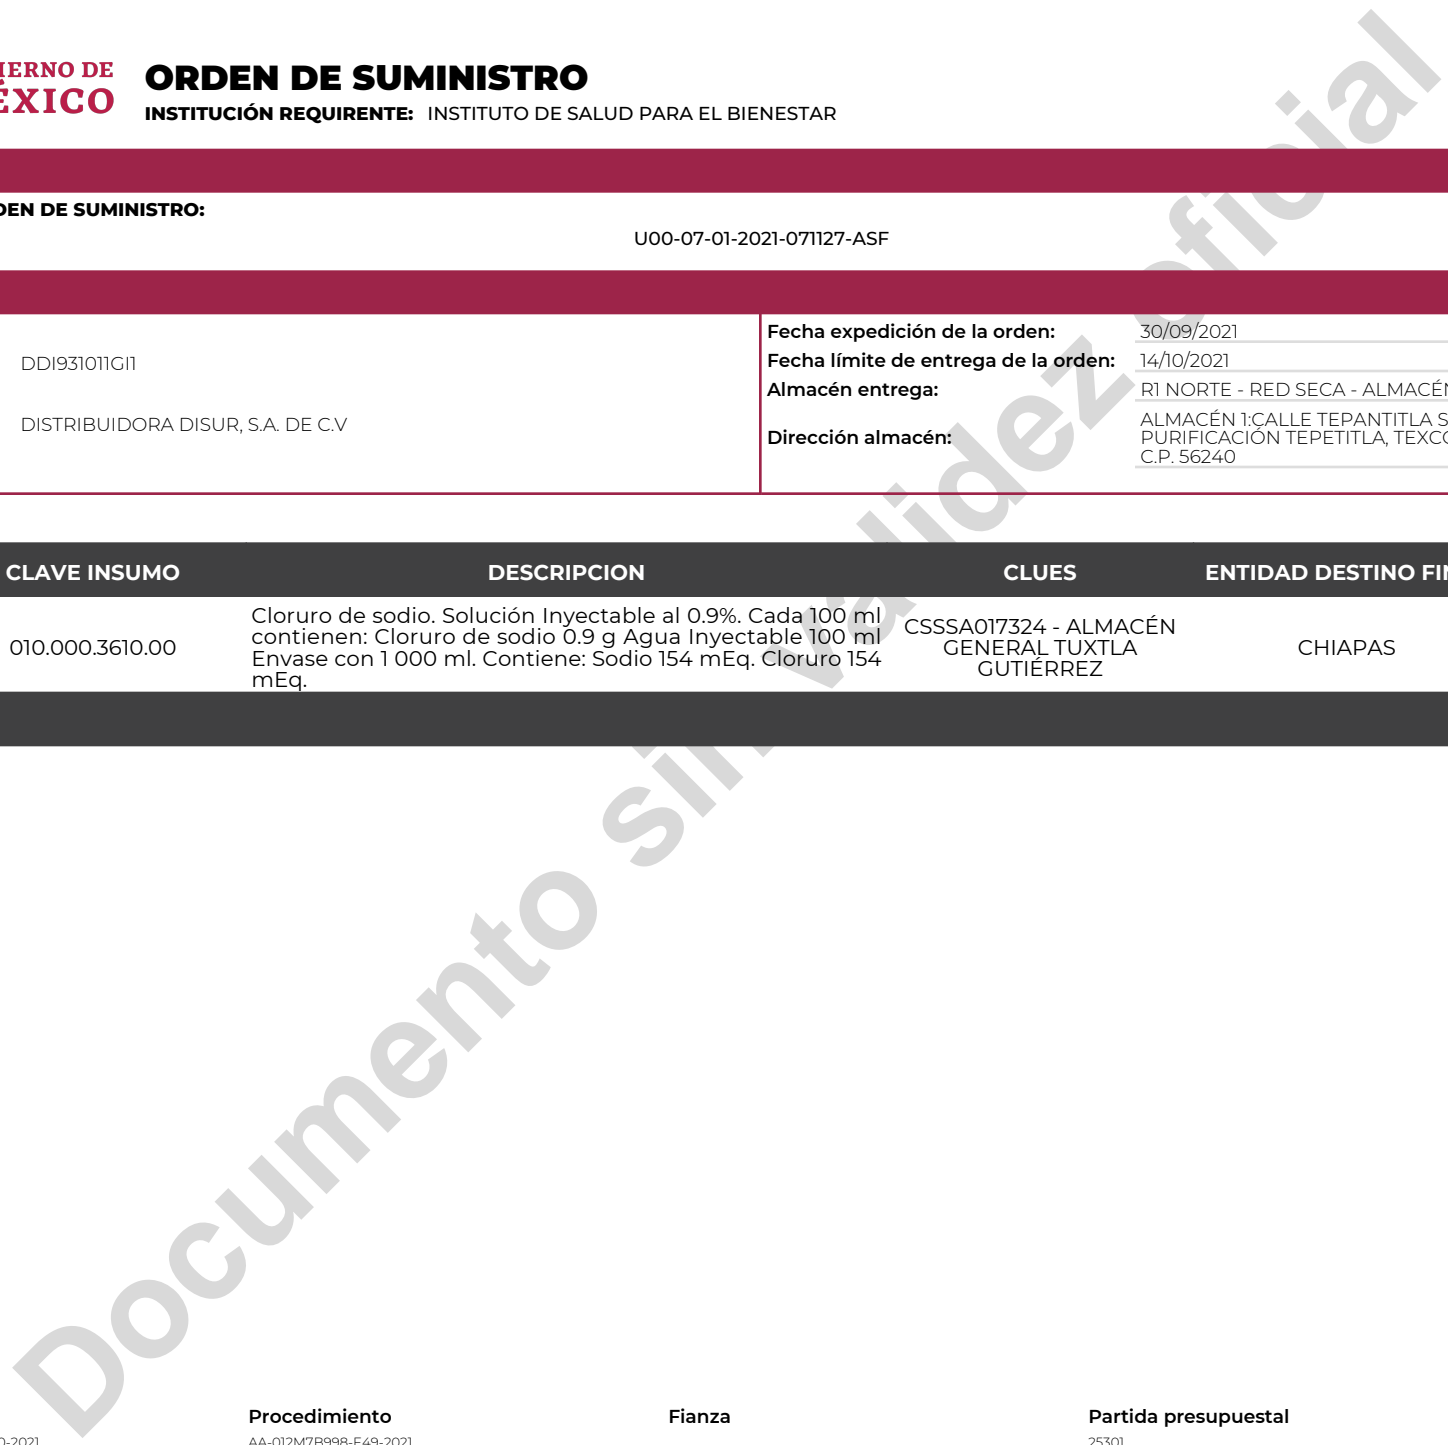 ORDEN DE SUMINISTRO
INSTITUCIÓN REQUIRENTE: INSTITUTO DE SALUD PARA EL BIENESTAR
DE SUMINISTRO:
U00-07-01-2021-071127-ASF
DDI931011GI1
DISTRIBUIDORA DISUR, S.A. DE C.V
Fecha expedición de la orden: 30/09/2021
Fecha límite de entrega de la orden: 14/10/2021
Almacén entrega: R1 NORTE - RED SECA - ALMACÉN
Dirección almacén:
ALMACÉN 1:CALLE TEPANTITLA S
PURIFICACIÓN TEPETITLA, TEXCO
C.P. 56240
CLAVE INSUMO DESCRIPCION CLUES ENTIDAD DESTINO FIN
010.000.3610.00
Cloruro de sodio. Solución Inyectable al 0.9%. Cada 100 ml
contienen: Cloruro de sodio 0.9 g Agua Inyectable 100 ml
Envase con 1 000 ml. Contiene: Sodio 154 mEq. Cloruro 154
mEq.
CSSSA017324 - ALMACÉN
GENERAL TUXTLA
GUTIÉRREZ
CHIAPAS
Documento sin validez oficial
Procedimiento Fianza Partida presupuestal